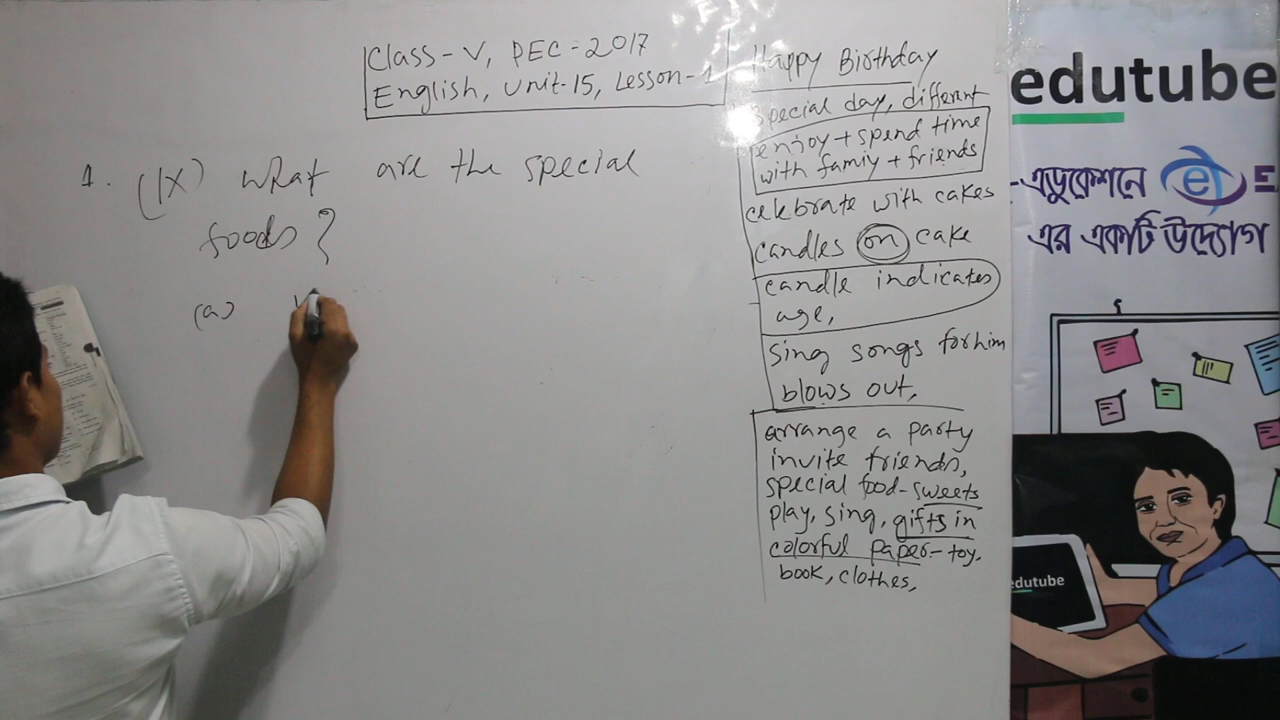 Class-V, PEC-2017
English, Unit-15, Lesson-1
1. (IX) What are the special
foods?
(a)
Happy Birthday
Special day, different
enjoy + spend time
with famiy + friends
celebrate with cakes
candles on cake
candle indicates
age,
Sing songs for him
blows out,
arrange a party
invite friends,
special food-sweets
play, sing, gifts in
colorful paper-toy,
book, clothes,
edutube
-এডুকেশনে e E
এর একটি উদ্যোগ
edutube